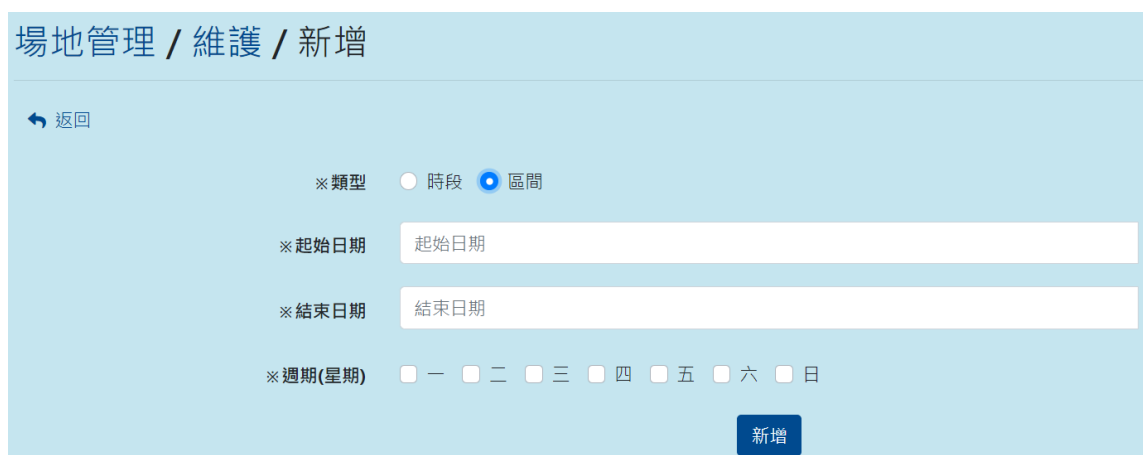 場地管理 / 維護 / 新增
返回
※類型 時段 區間
※起始日期 起始日期
※結束日期 結束日期
※週期(星期) 一 二 三 四 五 六 日
新增